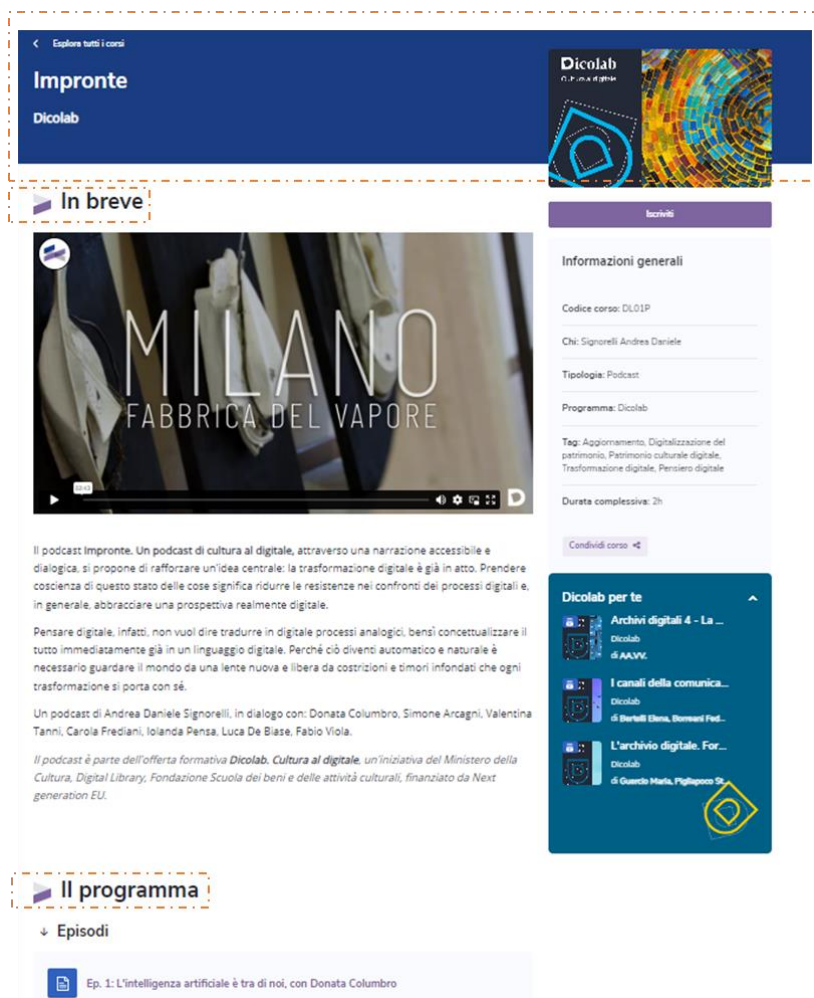 Esplora tutti i corsi
Impronte
Dicolab
Dicolab
Cultura al digitale
In breve
MILANO
FABBRICA DEL VAPORE
D
Il podcast Impronte. Un podcast di cultura al digitale, attraverso una narrazione accessibile e
dialogica, si propone di rafforzare un'idea centrale: la trasformazione digitale è già in atto. Prendere
coscienza di questo stato delle cose significa ridurre le resistenze nei confronti dei processi digitali e,
in generale, abbracciare una prospettiva realmente digitale.
Pensare digitale, infatti, non vuol dire tradurre in digitale processi analogici, bensì concettualizzare il
tutto immediatamente già in un linguaggio digitale. Perché ciò diventi automatico e naturale è
necessario guardare il mondo da una lente nuova e libera da costrizioni e timori infondati che ogni
trasformazione si porta con sé.
Un podcast di Andrea Daniele Signorelli, in dialogo con: Donata Columbro, Simone Arcagni, Valentina
Tanni, Carola Frediani, Iolanda Pensa, Luca De Biase, Fabio Viola.
Il podcast è parte dell'offerta formativa Dicolab. Cultura al digitale, un'iniziativa del Ministero della
Cultura, Digital Library, Fondazione Scuola dei beni e delle attività culturali, finanziato da Next
generation EU.
Iscriviti
Informazioni generali
Codice corso: DL01P
Chi: Signorelli Andrea Daniele
Tipologia: Podcast
Programma: Dicolab
Tag: Aggiornamento, Digitalizzazione del
patrimonio, Patrimonio culturale digitale,
Trasformazione digitale, Pensiero digitale
Durata complessiva: 2h
Condividi corso
Dicolab per te
Archivi digitali 4 - La ...
Dicolab
di AA.VV.
I canali della comunica...
Dicolab
di Bartelli Elena, Bonsani Fed...
L'archivio digitale. For...
Dicolab
di Guercio Maria, Pigliapoco St...
Il programma
Episodi
Ep. 1: L'intelligenza artificiale è tra di noi, con Donata Columbro